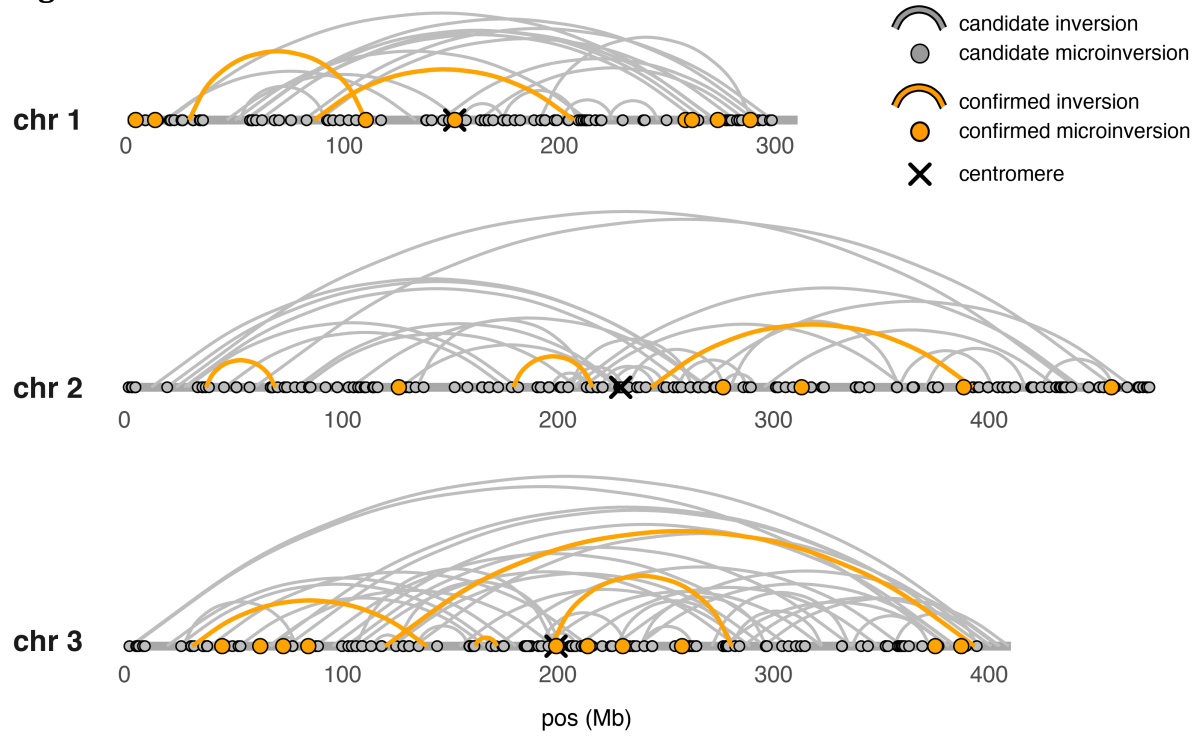 candidate inversion
candidate microinversion
confirmed inversion
confirmed microinversion
centromere
chr 1
0 100 200 300
chr 2
0 100 200 300 400
chr 3
0 100 200 300 400
pos (Mb)